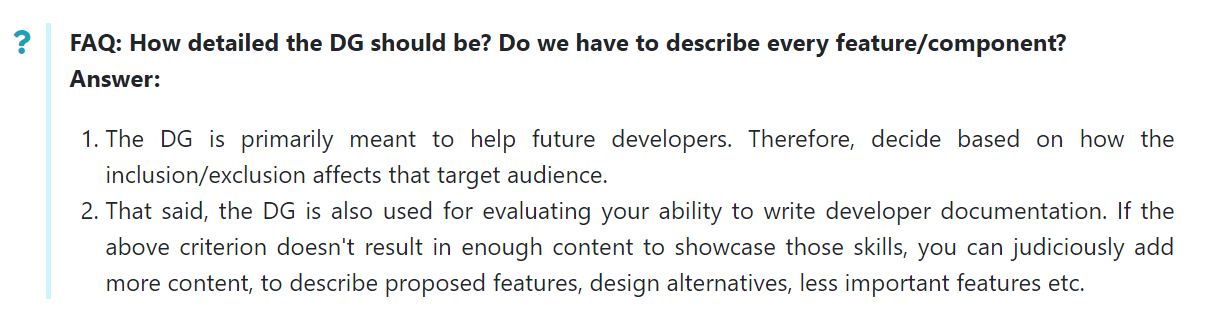 ?
FAQ: How detailed the DG should be? Do we have to describe every feature/component?
Answer:
1. The DG is primarily meant to help future developers. Therefore, decide based on how the
inclusion/exclusion affects that target audience.
2. That said, the DG is also used for evaluating your ability to write developer documentation. If the
above criterion doesn't result in enough content to showcase those skills, you can judiciously add
more content, to describe proposed features, design alternatives, less important features etc.